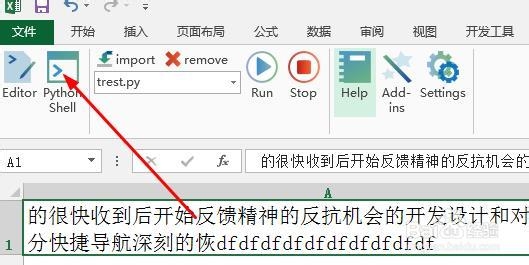 文件 开始 插入 页面布局 公式 数据 审阅 视图 开发工具
import remove
trest.py
Editor Python Shell Run Stop Help Add-ins Settings
A1 fx 的很快收到后开始反馈精神的反抗机会的
A
1 的很快收到后开始反馈精神的反抗机会的开发设计和对
分快捷导航深刻的恢dfdfdfdfdfdfdfdfdfdfdf